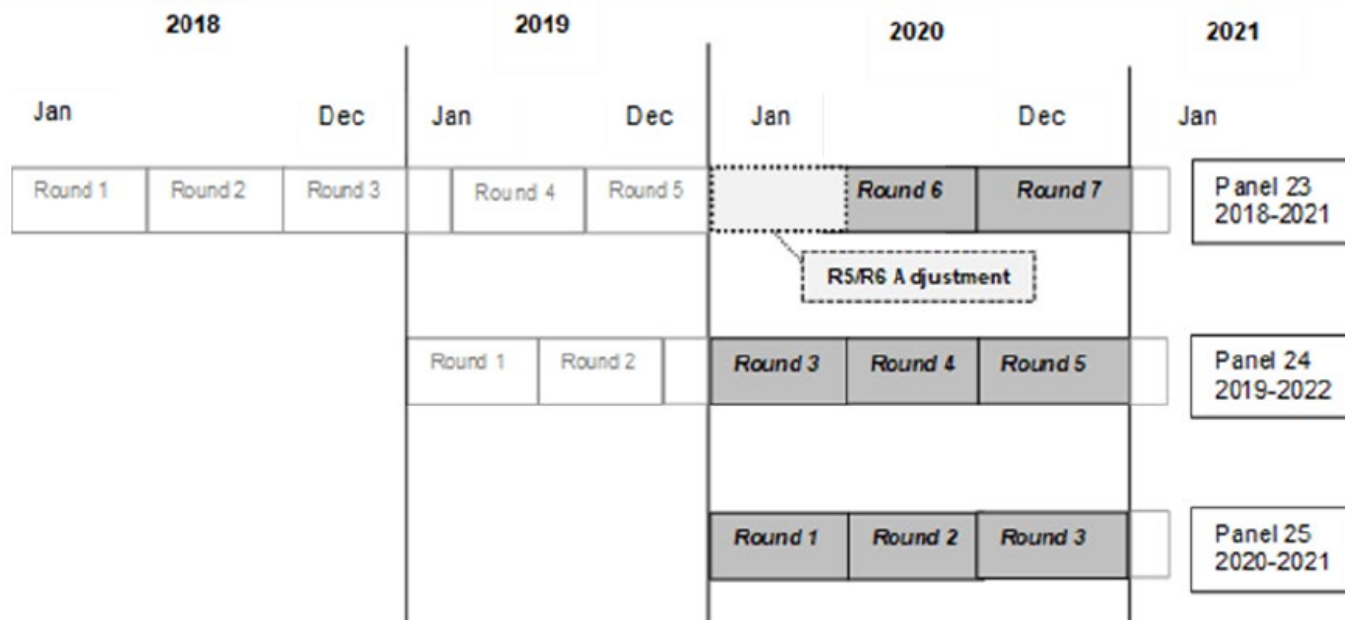 2018 2019 2020 2021
Jan Dec Jan Dec Jan Dec Jan
Round 1 Round 2 Round 3 Round 4 Round 5 Round 6 Round 7 Panel 23
2018-2021
R5/R6 A djustment
Round 1 Round 2 Round 3 Round 4 Round 5 Panel 24
2019-2022
Round 1 Round 2 Round 3 Panel 25
2020-2021